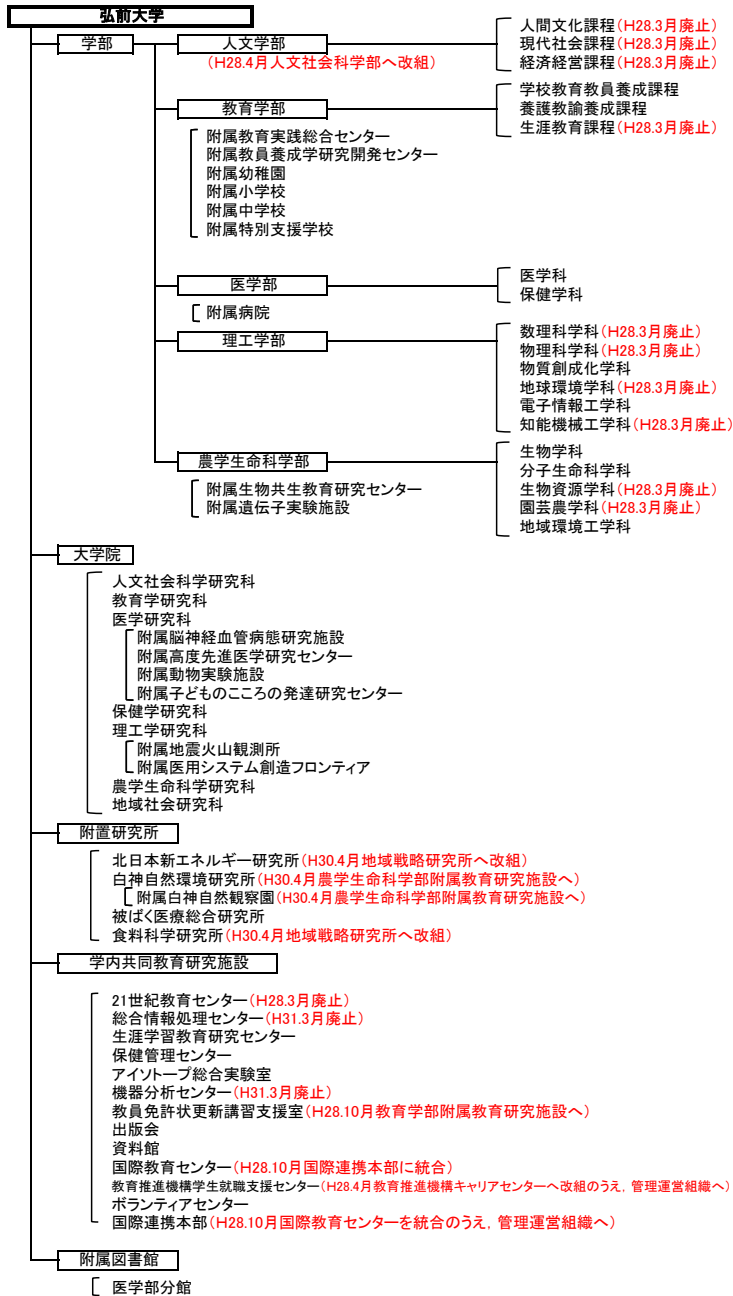 弘前大学
学部
人文学部
(H28.4月人文社会科学部へ改組)
人間文化課程(H28.3月廃止)
現代社会課程(H28.3月廃止)
経済経営課程(H28.3月廃止)
教育学部
学校教育教員養成課程
養護教諭養成課程
生涯教育課程(H28.3月廃止)
附属教育実践総合センター
附属教員養成学研究開発センター
附属幼稚園
附属小学校
附属中学校
附属特別支援学校
医学部
医学科
保健学科
附属病院
理工学部
数理科学科(H28.3月廃止)
物理科学科(H28.3月廃止)
物質創成化学科
地球環境学科(H28.3月廃止)
電子情報工学科
知能機械工学科(H28.3月廃止)
農学生命科学部
生物学科
分子生命科学科
生物資源学科(H28.3月廃止)
園芸農学科(H28.3月廃止)
地域環境工学科
附属生物共生教育研究センター
附属遺伝子実験施設
大学院
人文社会科学研究科
教育学研究科
医学研究科
附属脳神経血管病態研究施設
附属高度先進医学研究センター
附属動物実験施設
附属子どものこころの発達研究センター
保健学研究科
理工学研究科
附属地震火山観測所
附属医用システム創造フロンティア
農学生命科学研究科
地域社会研究科
附置研究所
北日本新エネルギー研究所(H30.4月地域戦略研究所へ改組)
白神自然環境研究所(H30.4月農学生命科学部附属教育研究施設へ)
附属白神自然観察園(H30.4月農学生命科学部附属教育研究施設へ)
被ばく医療総合研究所
食料科学研究所(H30.4月地域戦略研究所へ改組)
学内共同教育研究施設
21世紀教育センター(H28.3月廃止)
総合情報処理センター(H31.3月廃止)
生涯学習教育研究センター
保健管理センター
アイソトープ総合実験室
機器分析センター(H31.3月廃止)
教員免許状更新講習支援室(H28.10月教育学部附属教育研究施設へ)
出版会
資料館
国際教育センター(H28.10月国際連携本部に統合)
教育推進機構学生就職支援センター(H28.4月教育推進機構キャリアセンターへ改組のうえ，管理運営組織へ)
ボランティアセンター
国際連携本部(H28.10月国際教育センターを統合のうえ，管理運営組織へ)
附属図書館
医学部分館